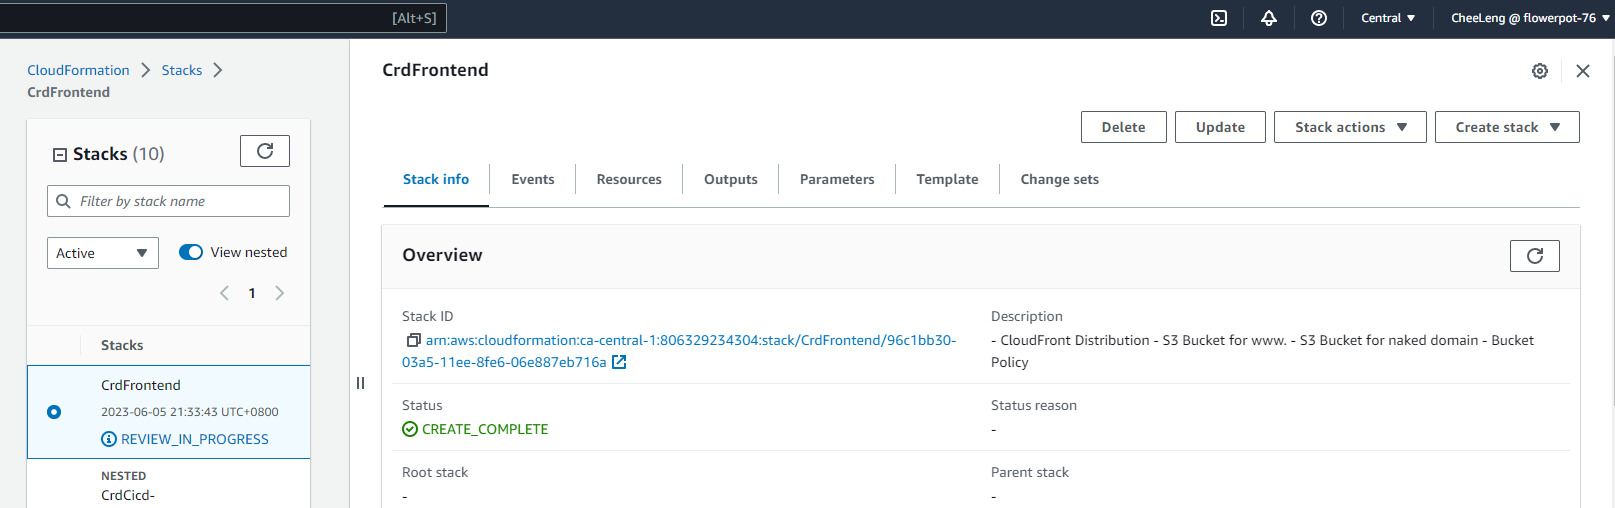 [Alt+S]
Central
CheeLeng @ flowerpot-76
CloudFormation
Stacks
CrdFrontend
Stacks (10)
Filter by stack name
Active
View nested
1
Stacks
CrdFrontend
2023-06-05 21:33:43 UTC+0800
REVIEW_IN_PROGRESS
NESTED
CrdCicd-
CrdFrontend
Delete
Update
Stack actions
Create stack
Stack info
Events
Resources
Outputs
Parameters
Template
Change sets
Overview
Stack ID
arn:aws:cloudformation:ca-central-1:806329234304:stack/CrdFrontend/96c1bb30-
03a5-11ee-8fe6-06e887eb716a
Description
- CloudFront Distribution - S3 Bucket for www. - S3 Bucket for naked domain - Bucket
Policy
Status
CREATE_COMPLETE
Status reason
-
Root stack
-
Parent stack
-